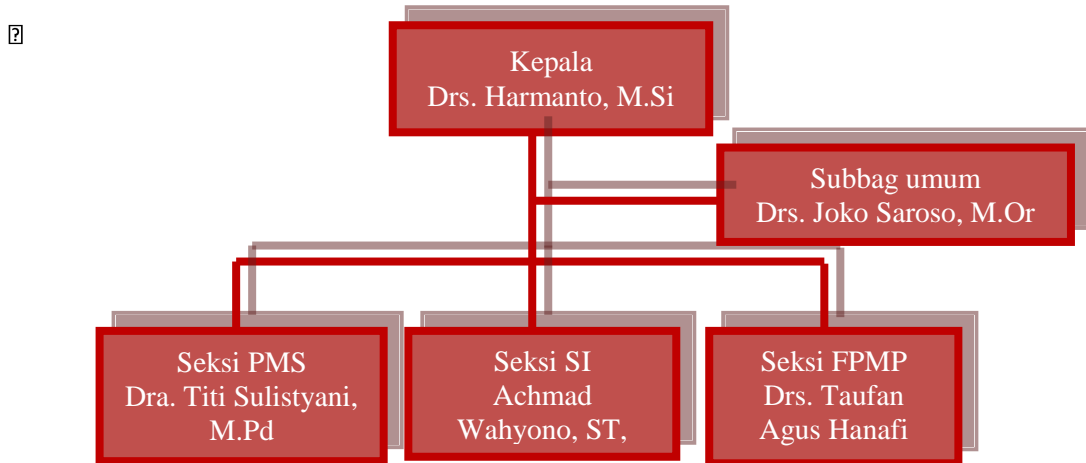 Kepala
Drs. Harmanto, M.Si
Subbag umum
Drs. Joko Saroso, M.Or
Seksi PMS
Dra. Titi Sulistyani,
M.Pd
Seksi SI
Achmad
Wahyono, ST,
Seksi FPMP
Drs. Taufan
Agus Hanafi